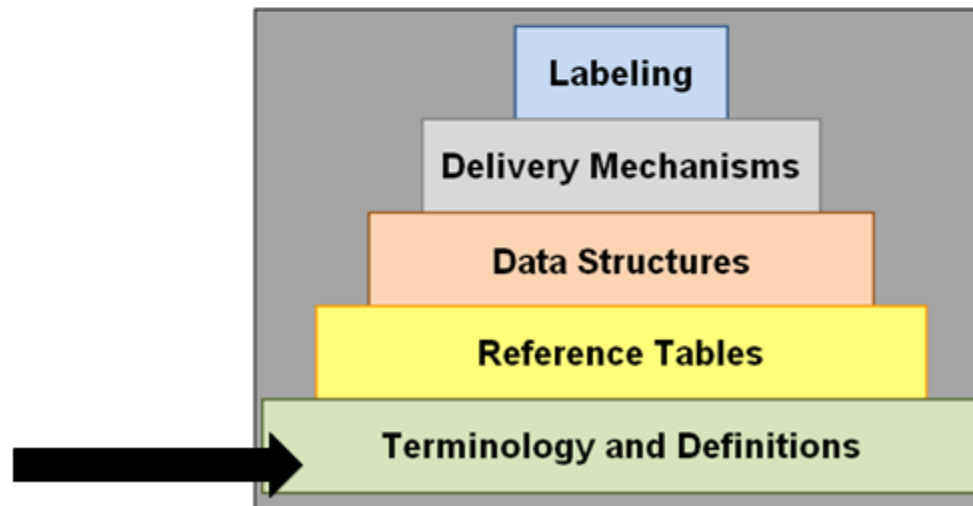 Labeling
Delivery Mechanisms
Data Structures
Reference Tables
Terminology and Definitions